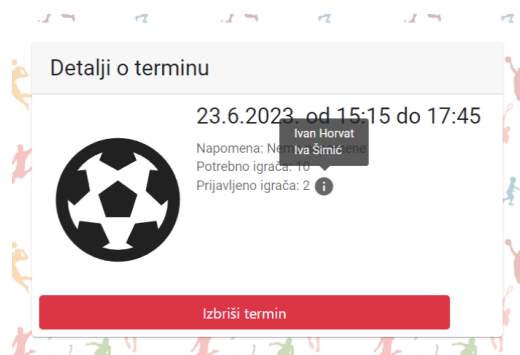 Detalji o terminu
23.6.2023. od 15:15 do 17:45
Ivan Horvat
Iva Šimić
Napomena: Nem
Potrebno igrača: 10
Prijavljeno igrača: 2
Izbriši termin